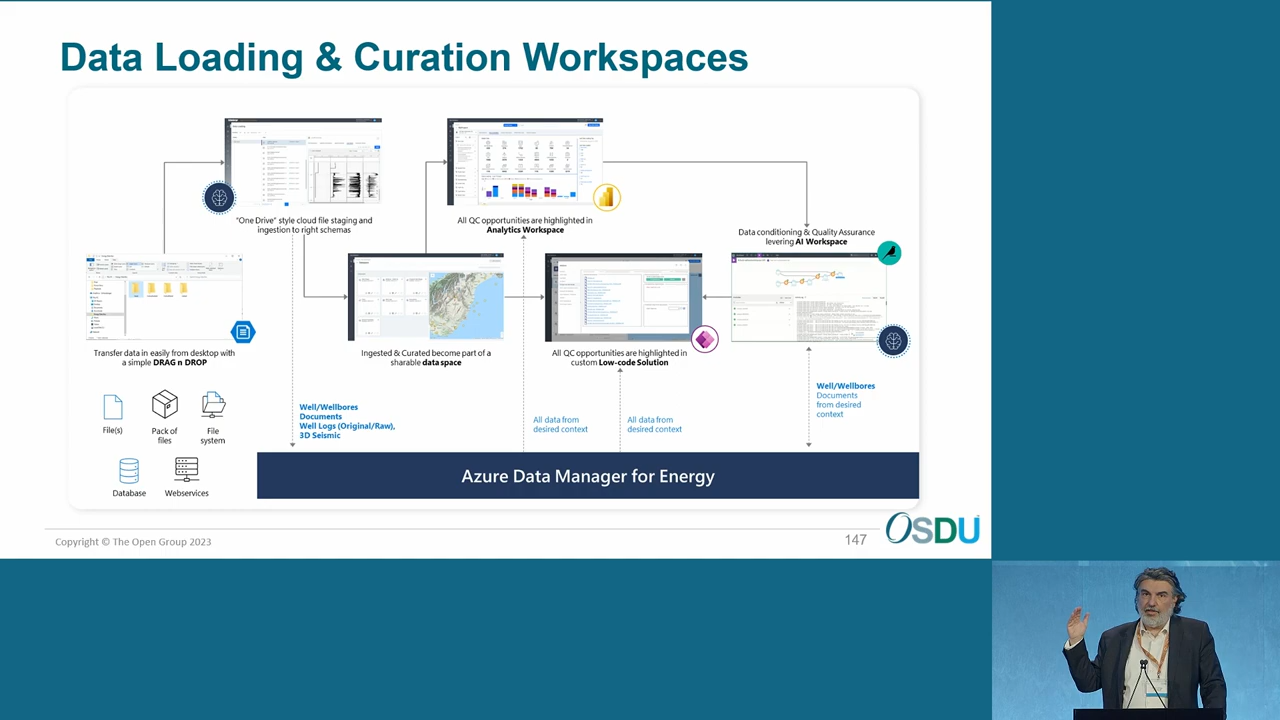 Data Loading & Curation Workspaces
"One Drive" style cloud file staging and
ingestion to right schemas
All QC opportunities are highlighted in
Analytics Workspace
Data conditioning & Quality Assurance
levering AI Workspace
Transfer data in easily from desktop with
a simple DRAG n DROP
Ingested & Curated become part of a
sharable data space
All QC opportunities are highlighted in
custom Low-code Solution
File(s)
Pack of
files
File
system
Database
Webservices
Well/Wellbores
Documents
Well Logs (Original/Raw),
3D Seismic
All data from
desired context
All data from
desired context
Well/Wellbores
Documents
from desired
context
Azure Data Manager for Energy
Copyright © The Open Group 2023
147
OSDU